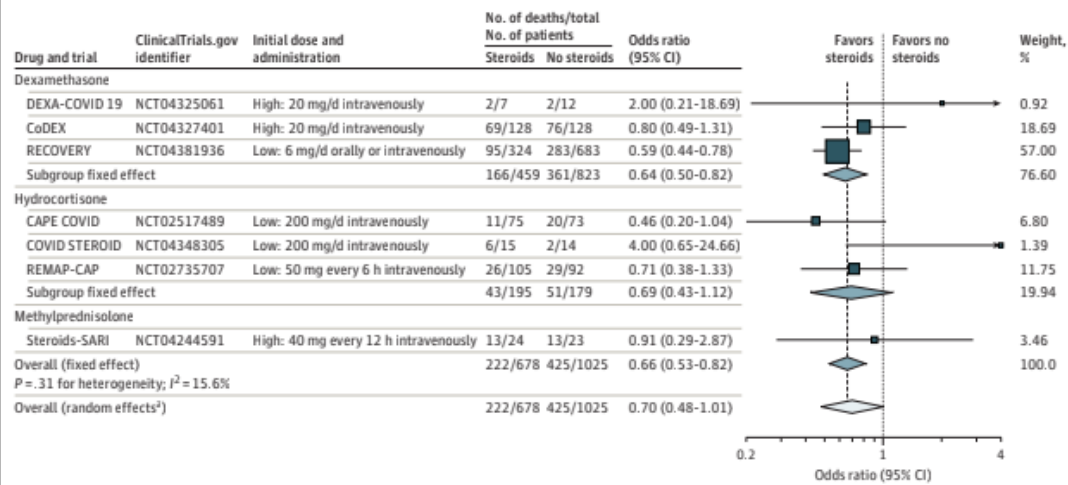 No. of deaths/total
No. of patients
ClinicalTrials.gov Initial dose and Odds ratio Favors Favors no Weight,
Drug and trial identifier administration Steroids No steroids (95% CI) steroids steroids %
Dexamethasone
DEXA-COVID 19 NCT04325061 High: 20 mg/d intravenously 2/7 2/12 2.00 (0.21-18.69) 0.92
CoDEX NCT04327401 High: 20 mg/d intravenously 69/128 76/128 0.80 (0.49-1.31) 18.69
RECOVERY NCT04381936 Low: 6 mg/d orally or intravenously 95/324 283/683 0.59 (0.44-0.78) 57.00
Subgroup fixed effect 166/459 361/823 0.64 (0.50-0.82) 76.60
Hydrocortisone
CAPE COVID NCT02517489 Low: 200 mg/d intravenously 11/75 20/73 0.46 (0.20-1.04) 6.80
COVID STEROID NCT04348305 Low: 200 mg/d intravenously 6/15 2/14 4.00 (0.65-24.66) 1.39
REMAP-CAP NCT02735707 Low: 50 mg every 6 h intravenously 26/105 29/92 0.71 (0.38-1.33) 11.75
Subgroup fixed effect 43/195 51/179 0.69 (0.43-1.12) 19.94
Methylprednisolone
Steroids-SARI NCT04244591 High: 40 mg every 12 h intravenously 13/24 13/23 0.91 (0.29-2.87) 3.46
Overall (fixed effect) 222/678 425/1025 0.66 (0.53-0.82) 100.0
P = .31 for heterogeneity; I² = 15.6%
Overall (random effectsᵃ) 222/678 425/1025 0.70 (0.48-1.01)
0.2 1 4
Odds ratio (95% CI)